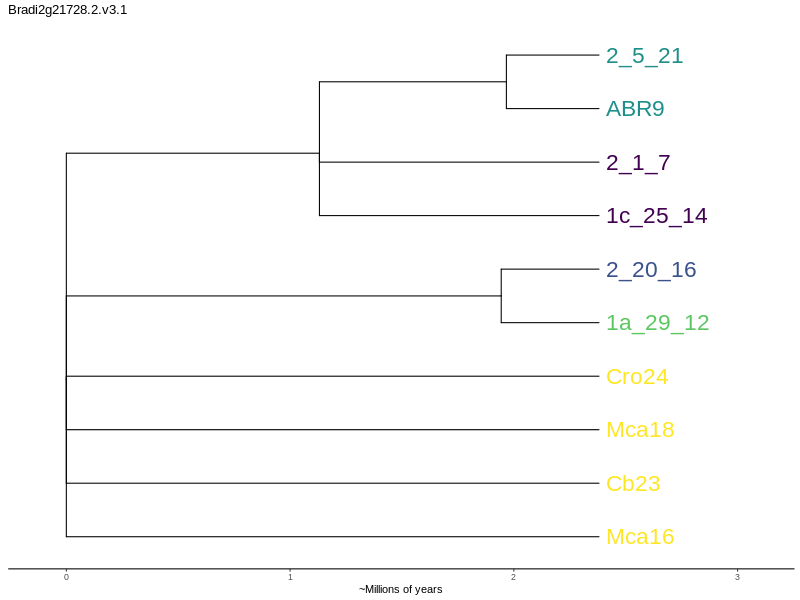 Bradi2g21728.2.v3.1
2_5_21
ABR9
2_1_7
1c_25_14
2_20_16
1a_29_12
Cro24
Mca18
Cb23
Mca16
0 1 2 3
~Millions of years